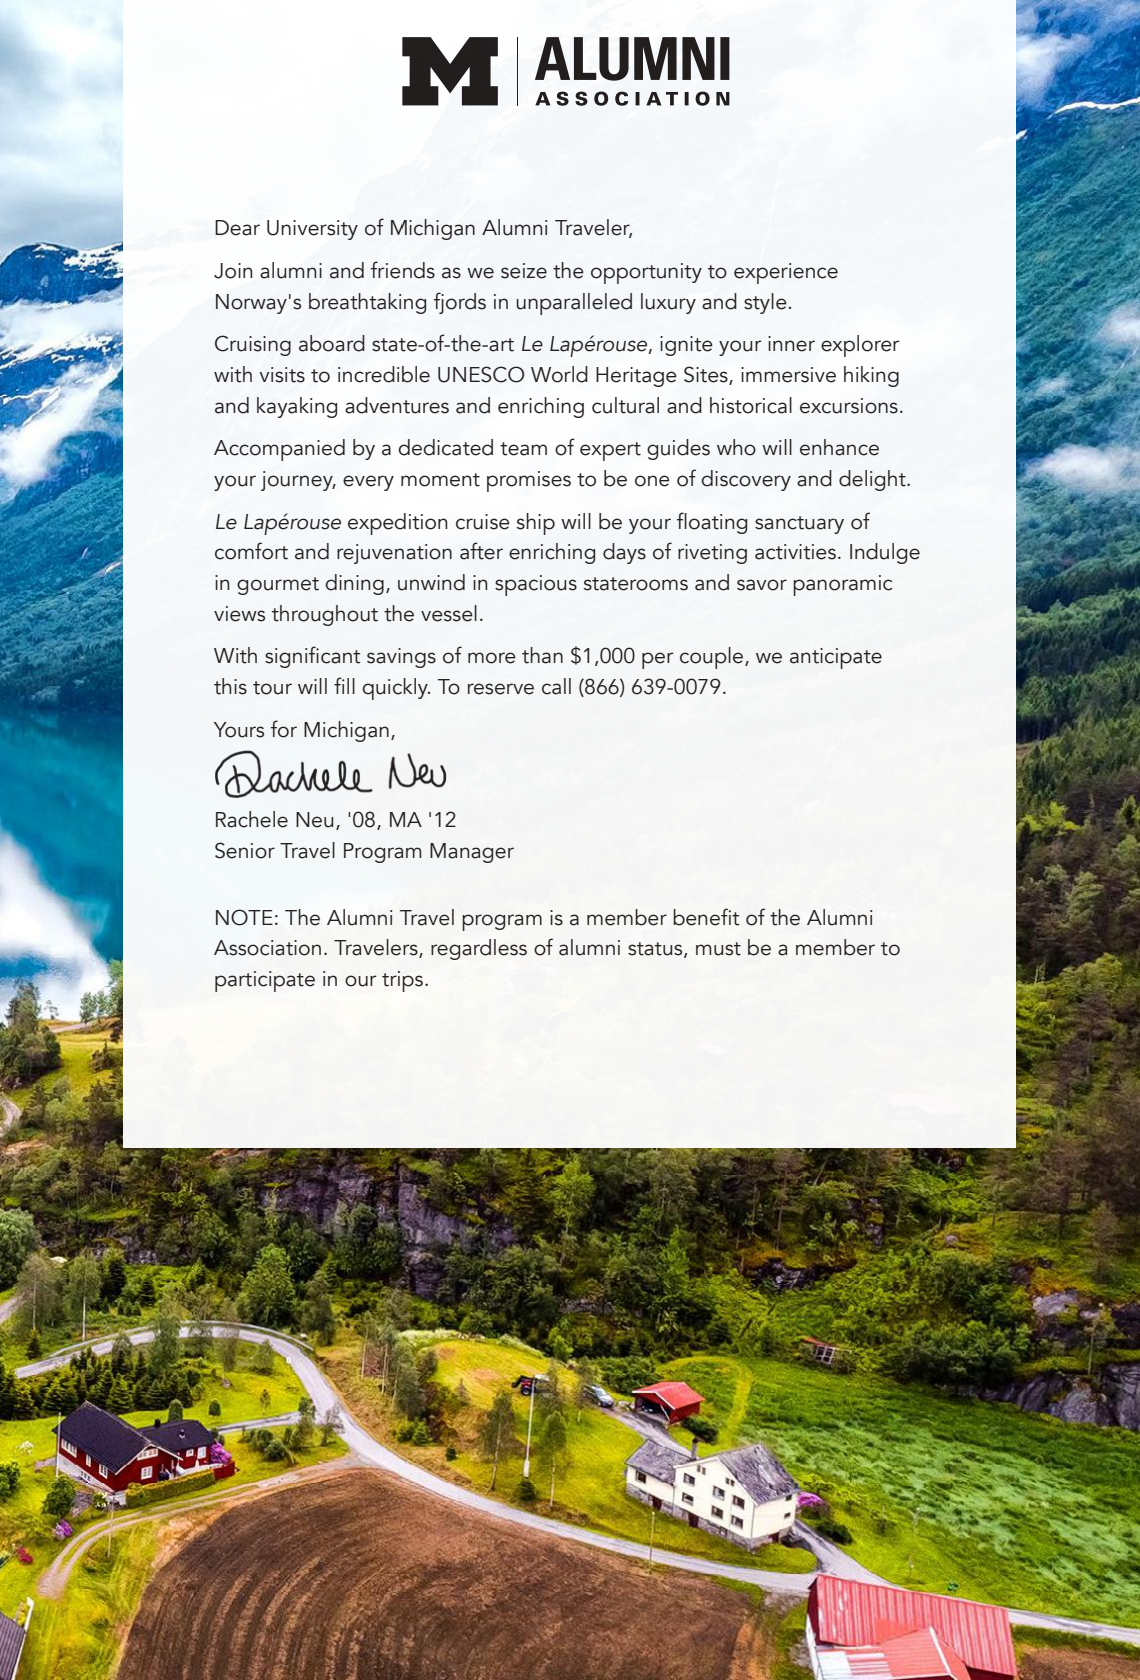 M ALUMNI
ASSOCIATION
Dear University of Michigan Alumni Traveler,
Join alumni and friends as we seize the opportunity to experience
Norway's breathtaking fjords in unparalleled luxury and style.
Cruising aboard state-of-the-art Le Lapérouse, ignite your inner explorer
with visits to incredible UNESCO World Heritage Sites, immersive hiking
and kayaking adventures and enriching cultural and historical excursions.
Accompanied by a dedicated team of expert guides who will enhance
your journey, every moment promises to be one of discovery and delight.
Le Lapérouse expedition cruise ship will be your floating sanctuary of
comfort and rejuvenation after enriching days of riveting activities. Indulge
in gourmet dining, unwind in spacious staterooms and savor panoramic
views throughout the vessel.
With significant savings of more than $1,000 per couple, we anticipate
this tour will fill quickly. To reserve call (866) 639-0079.
Yours for Michigan,
Rachele Neu
Rachele Neu, '08, MA '12
Senior Travel Program Manager
NOTE: The Alumni Travel program is a member benefit of the Alumni
Association. Travelers, regardless of alumni status, must be a member to
participate in our trips.